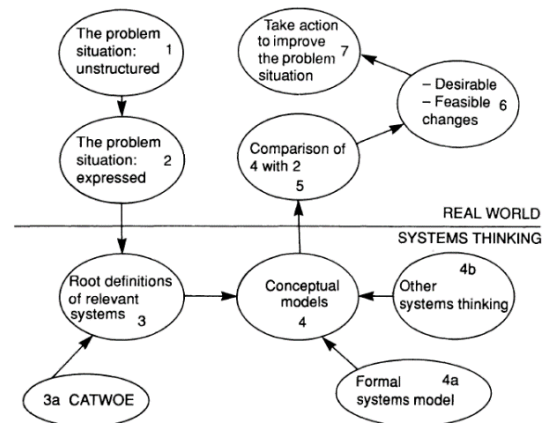 The problem
situation: 1
unstructured
The problem
situation: 2
expressed
Take action
to improve
the problem 7
situation
– Desirable
– Feasible 6
changes
Comparison of
4 with 2
5
REAL WORLD
SYSTEMS THINKING
Root definitions
of relevant
systems 3
Conceptual
models
4
4b
Other
systems thinking
3a CATWOE
Formal 4a
systems model